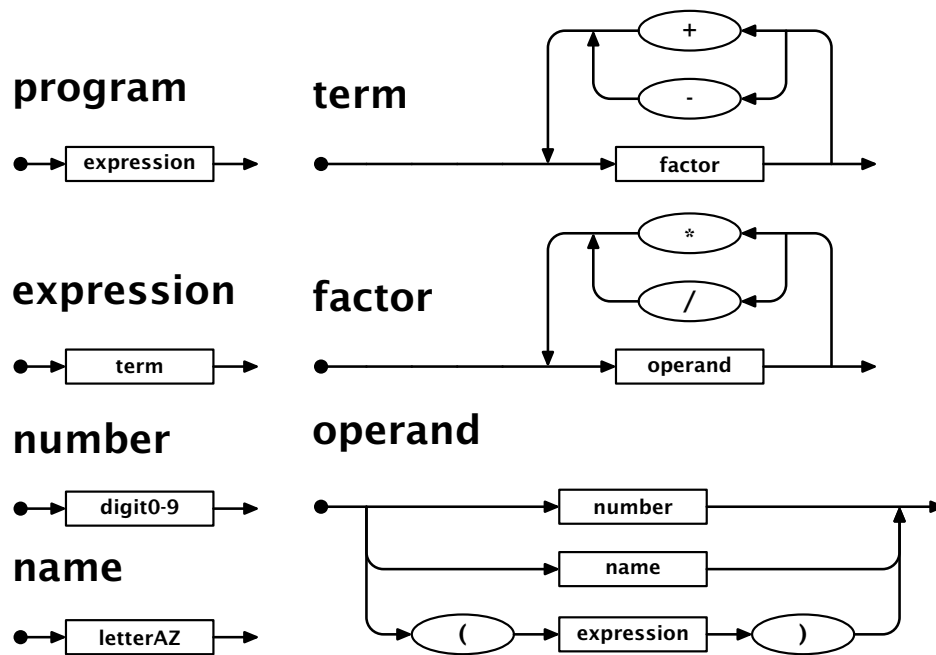 program
expression
term
+
-
factor
expression
term
factor
*
/
operand
number
digit0-9
name
letterAZ
operand
number
name
(
expression
)